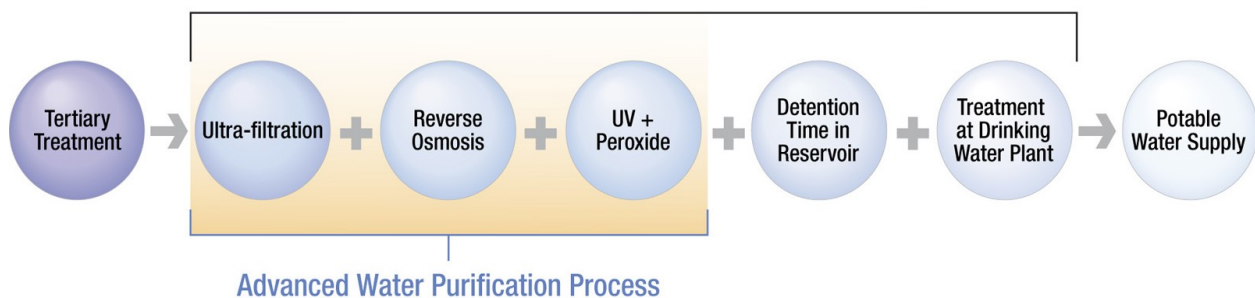 Tertiary
Treatment
Ultra-filtration
Reverse
Osmosis
UV +
Peroxide
Detention
Time in
Reservoir
Treatment
at Drinking
Water Plant
Potable
Water Supply
Advanced Water Purification Process